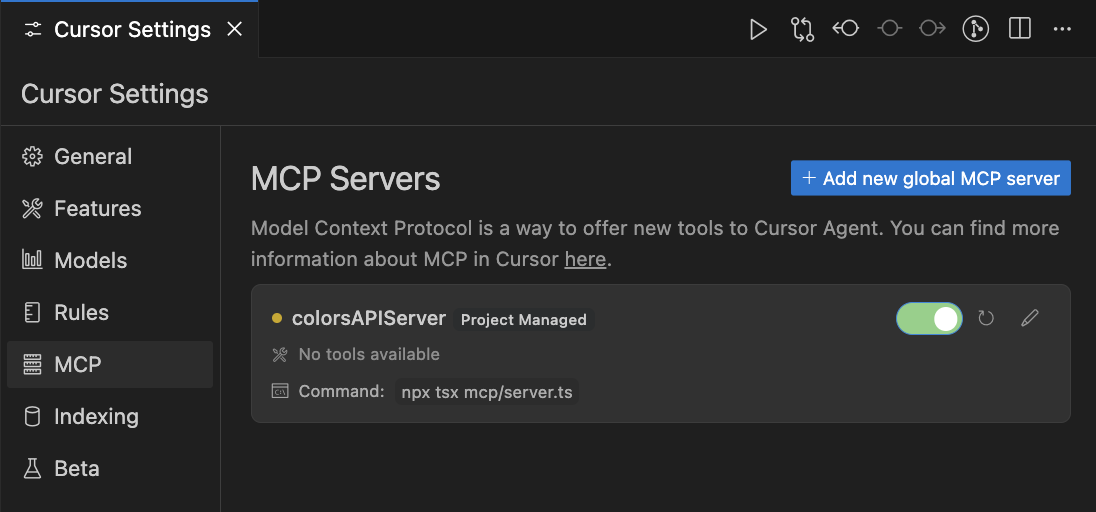 Cursor Settings
Cursor Settings
General
Features
Models
Rules
MCP
Indexing
Beta
MCP Servers
+ Add new global MCP server
Model Context Protocol is a way to offer new tools to Cursor Agent. You can find more
information about MCP in Cursor here.
colorsAPIServer Project Managed
No tools available
Command: npx tsx mcp/server.ts